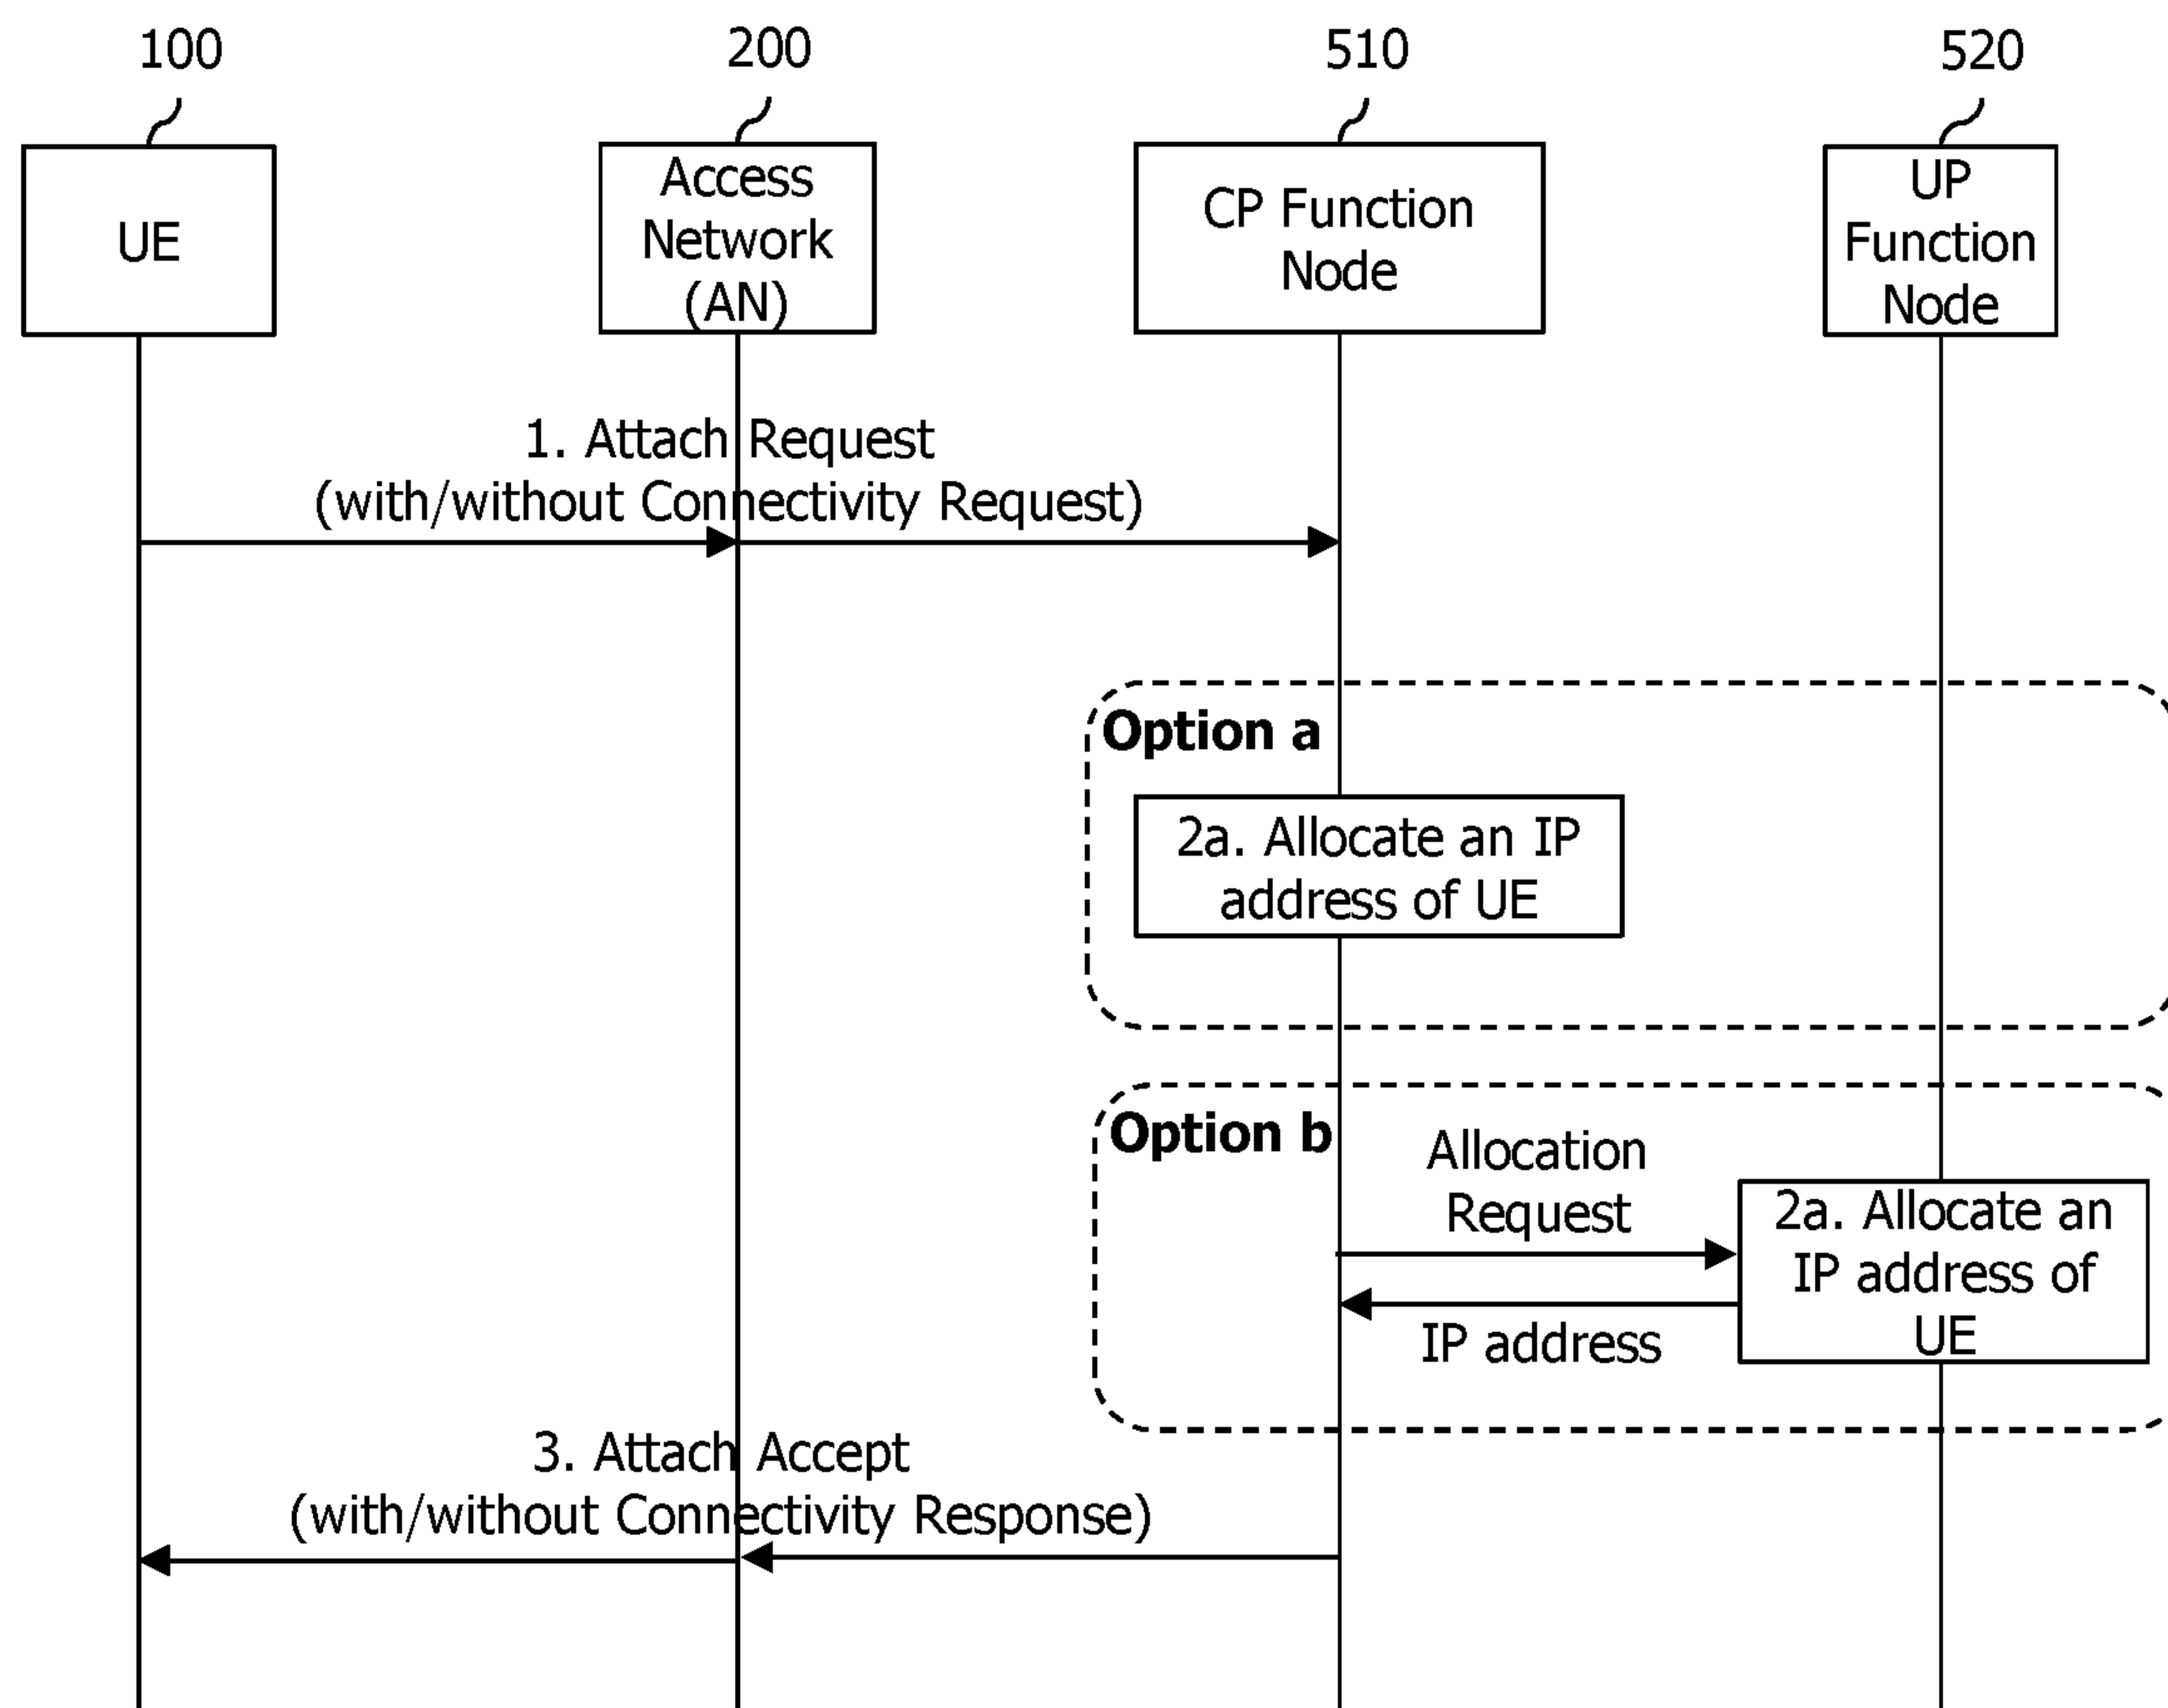 100
200
510
520
UE
Access
Network
(AN)
CP Function
Node
UP
Function
Node
1. Attach Request
(with/without Connectivity Request)
Option a
2a. Allocate an IP
address of UE
Option b
Allocation
Request
2a. Allocate an
IP address of
UE
IP address
3. Attach Accept
(with/without Connectivity Response)